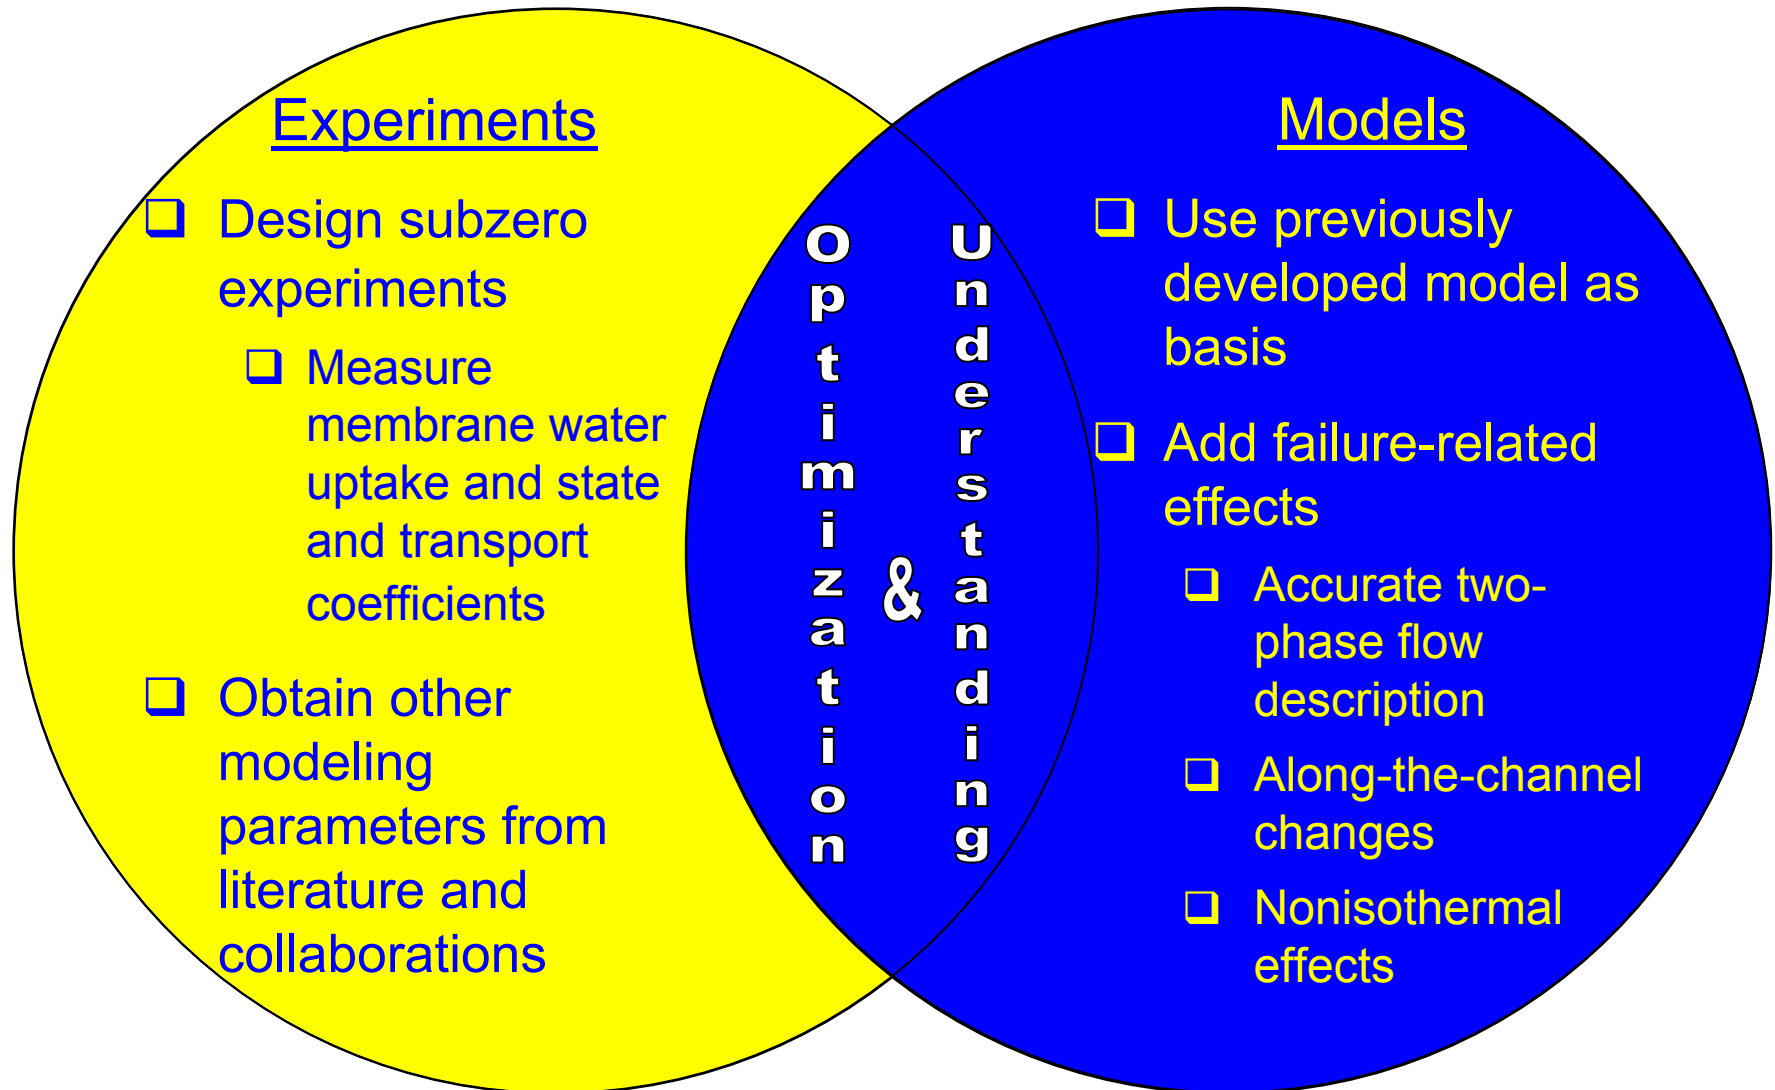 Experiments
❑ Design subzero
experiments
❑ Measure
membrane water
uptake and state
and transport
coefficients
❑ Obtain other
modeling
parameters from
literature and
collaborations
Optimization
&
Understanding
Models
❑ Use previously
developed model as
basis
❑ Add failure-related
effects
❑ Accurate two-
phase flow
description
❑ Along-the-channel
changes
❑ Nonisothermal
effects